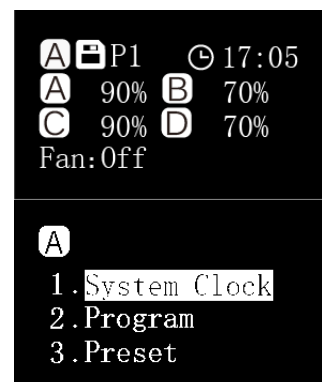 A P1 17:05
A 90% B 70%
C 90% D 70%
Fan:Off
A
1.System Clock
2.Program
3.Preset